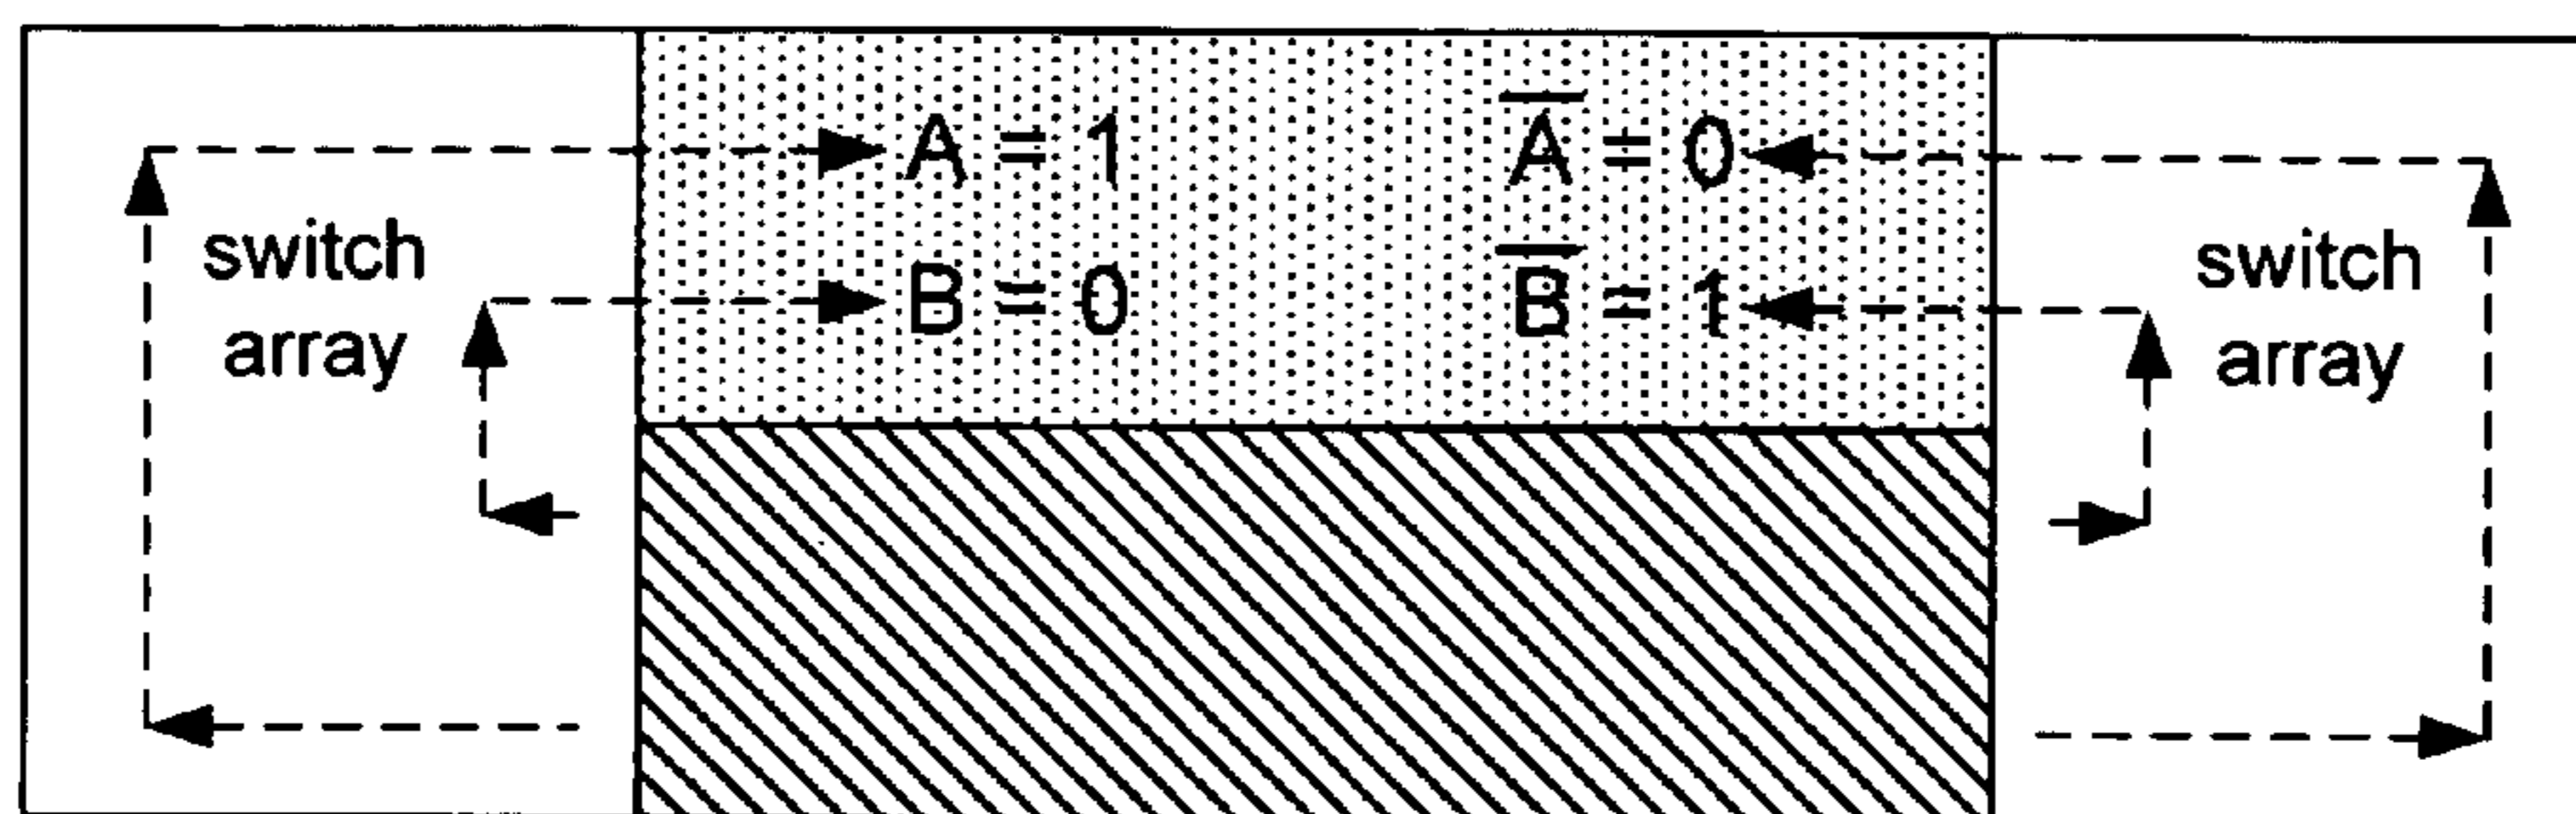 switch
array
A = 1
B = 0
A̅ = 0
B̅ = 1
switch
array